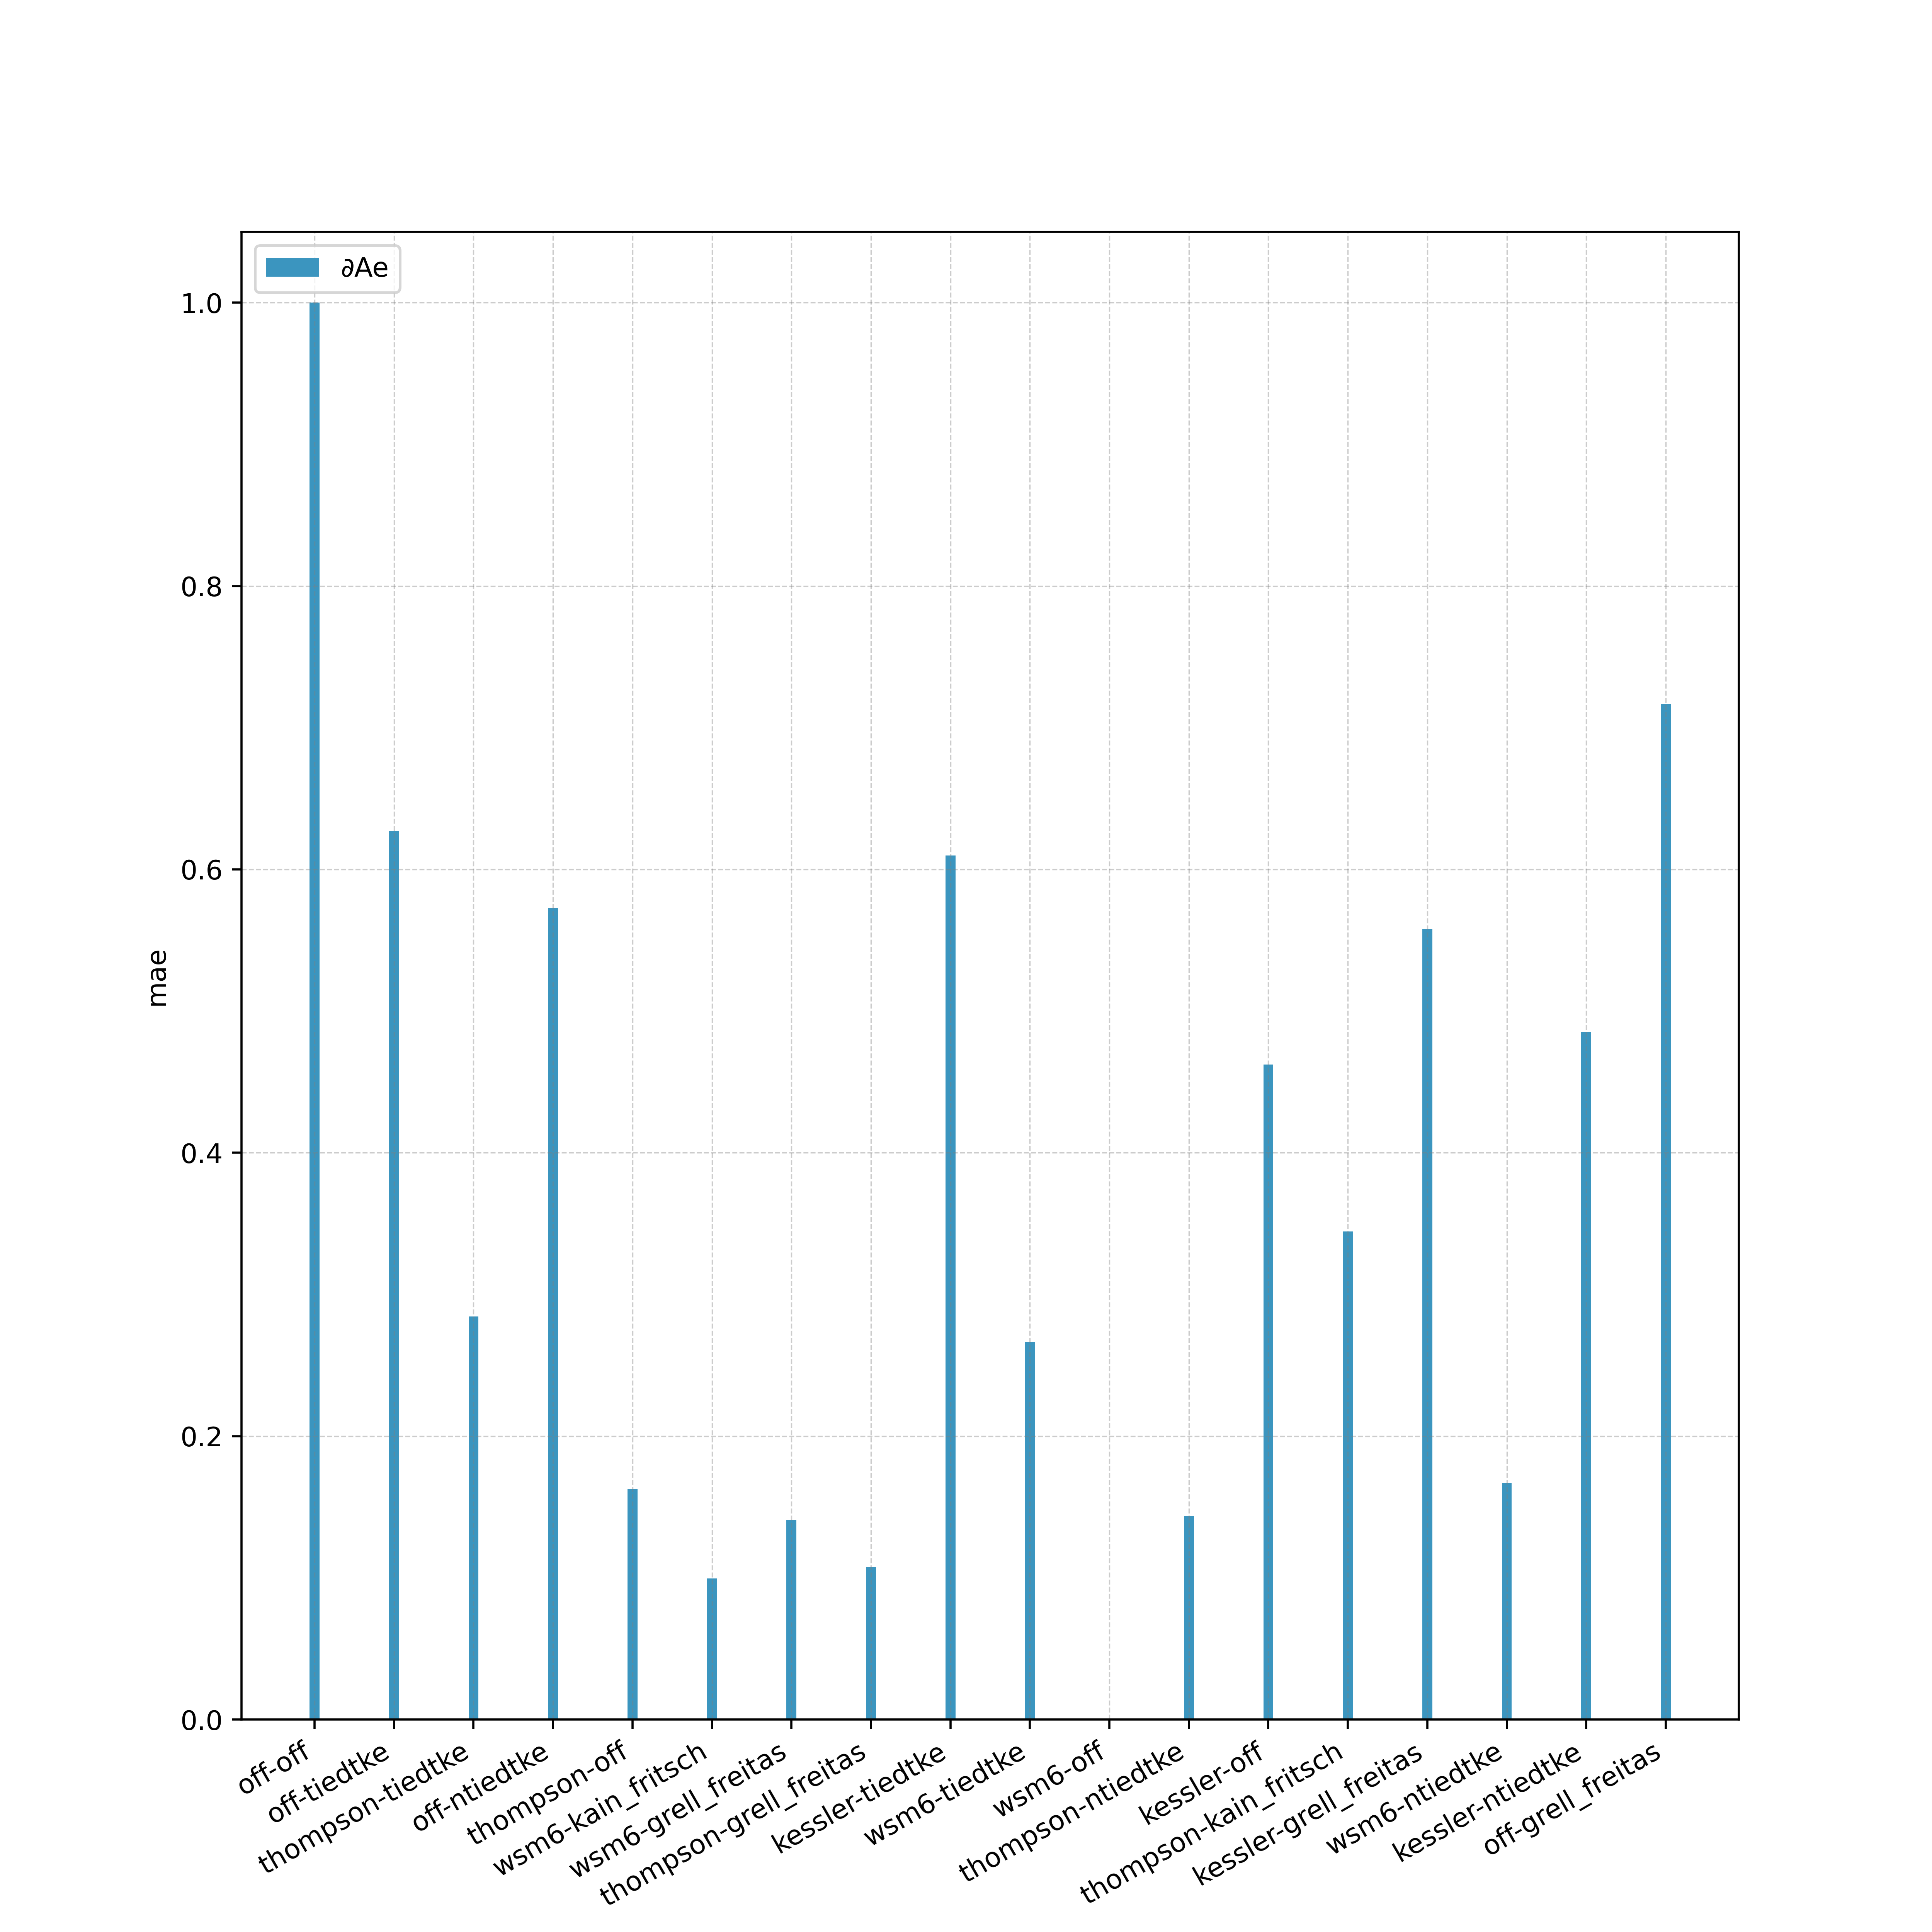 ∂Ae
1.0
0.8
0.6
0.4
0.2
0.0
mae
off-off
off-tiedtke
thompson-tiedtke
off-ntiedtke
thompson-off
wsm6-kain_fritsch
wsm6-grell_freitas
thompson-grell_freitas
kessler-tiedtke
wsm6-tiedtke
wsm6-off
thompson-ntiedtke
kessler-off
thompson-kain_fritsch
kessler-grell_freitas
wsm6-ntiedtke
kessler-ntiedtke
off-grell_freitas